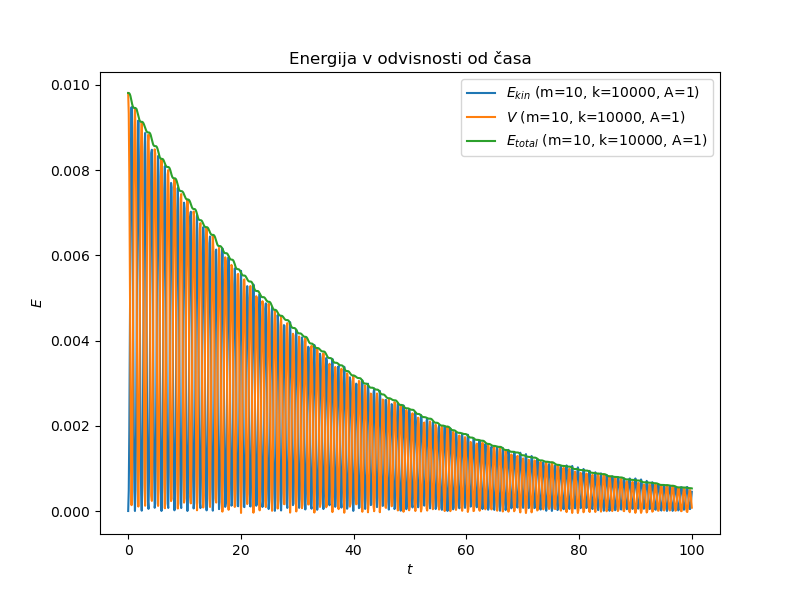 Energija v odvisnosti od časa
E_kin (m=10, k=10000, A=1)
V (m=10, k=10000, A=1)
E_total (m=10, k=10000, A=1)
0.010
0.008
0.006
0.004
0.002
0.000
E
0 20 40 60 80 100
t